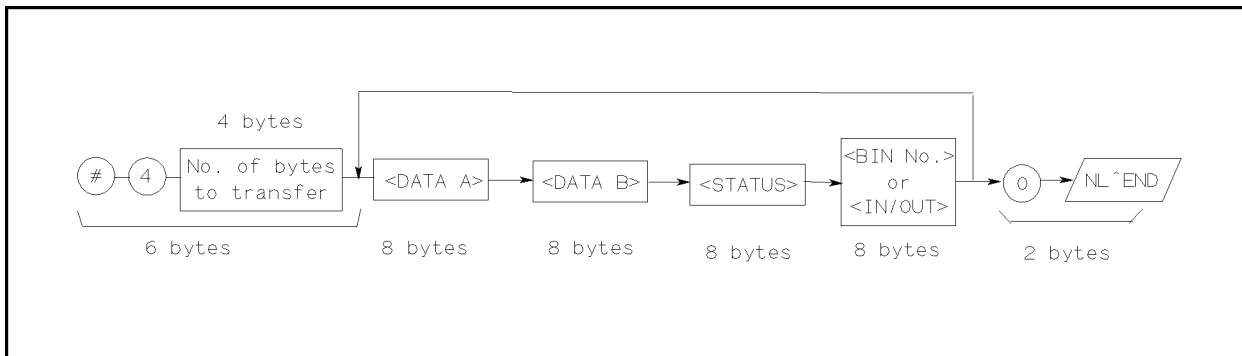 4 bytes
#
4
No. of bytes
to transfer
<DATA A>
<DATA B>
<STATUS>
<BIN No.>
or
<IN/OUT>
0
NL^END
6 bytes
8 bytes
8 bytes
8 bytes
8 bytes
2 bytes